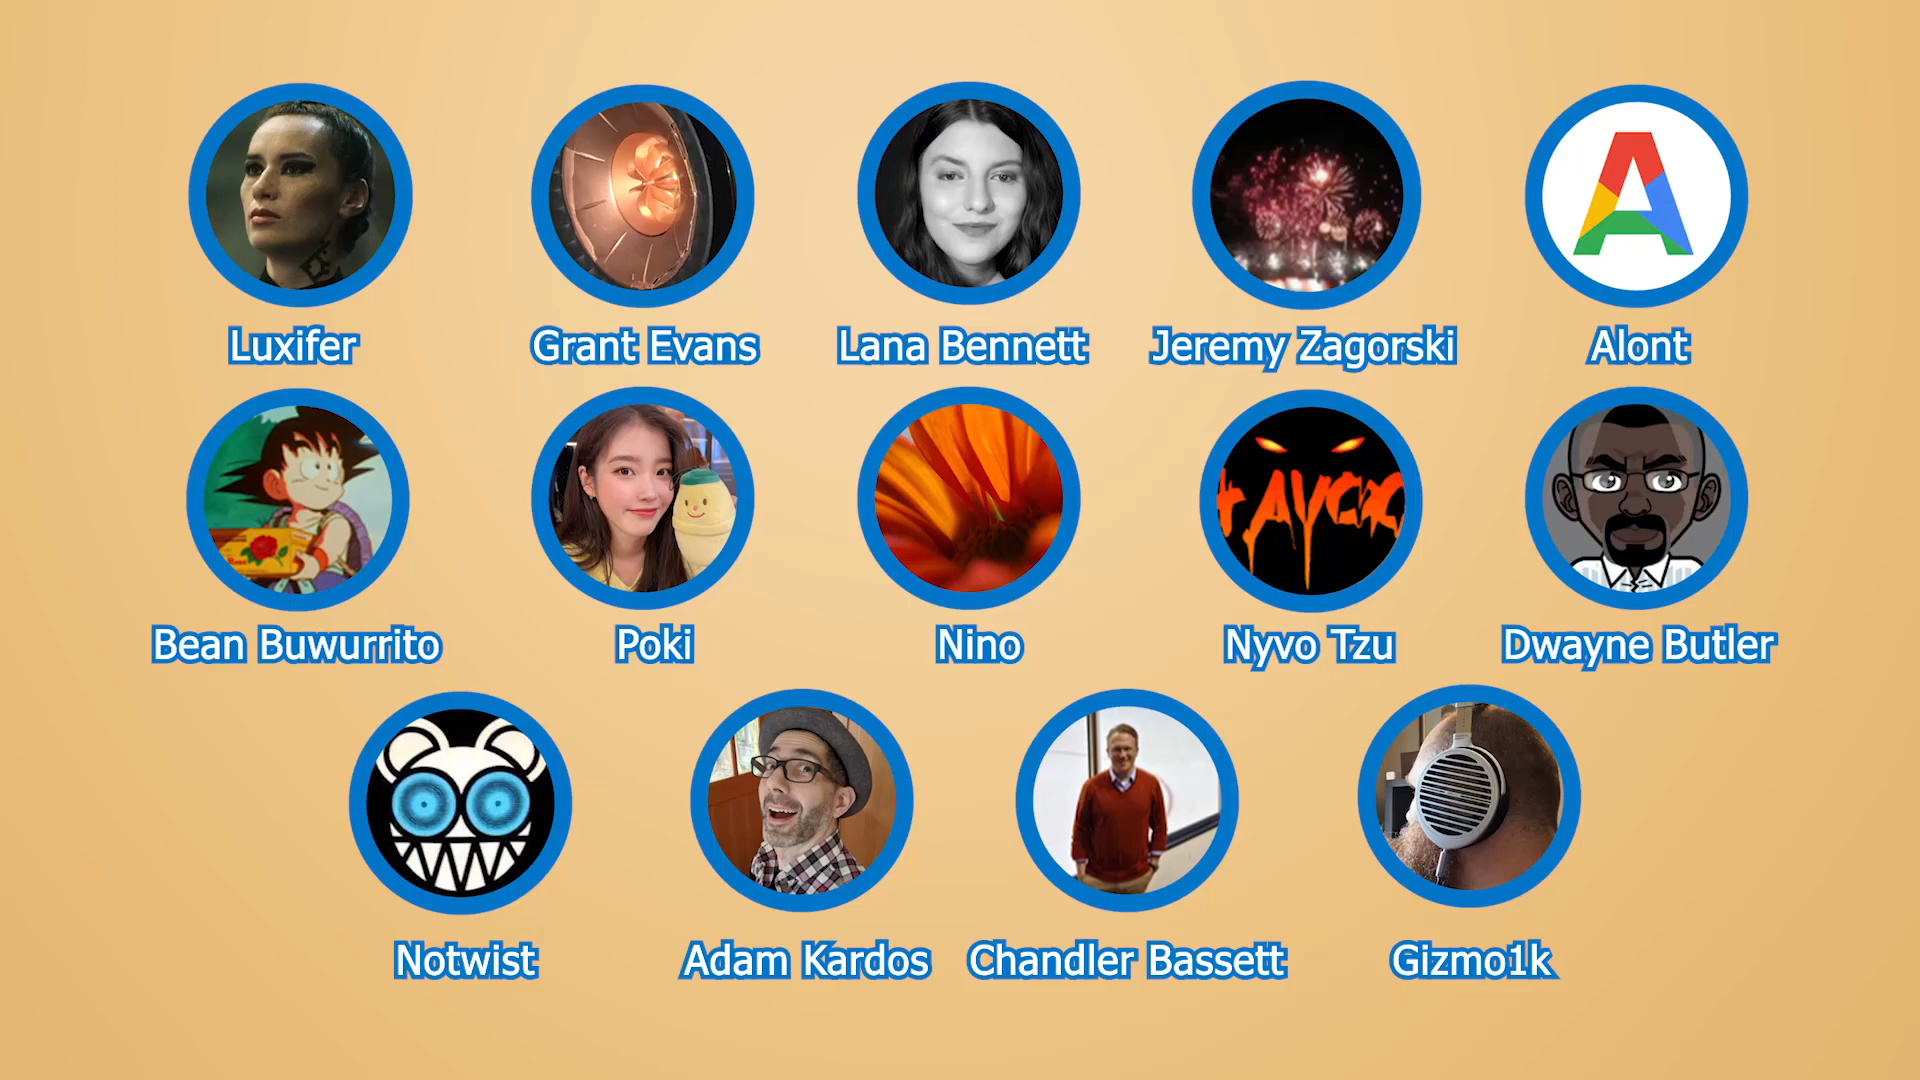 A
Luxifer
Grant Evans
Lana Bennett
Jeremy Zagorski
Alont
Bean Buwurrito
Poki
Nino
Nyvo Tzu
Dwayne Butler
Notwist
Adam Kardos
Chandler Bassett
Gizmo1k